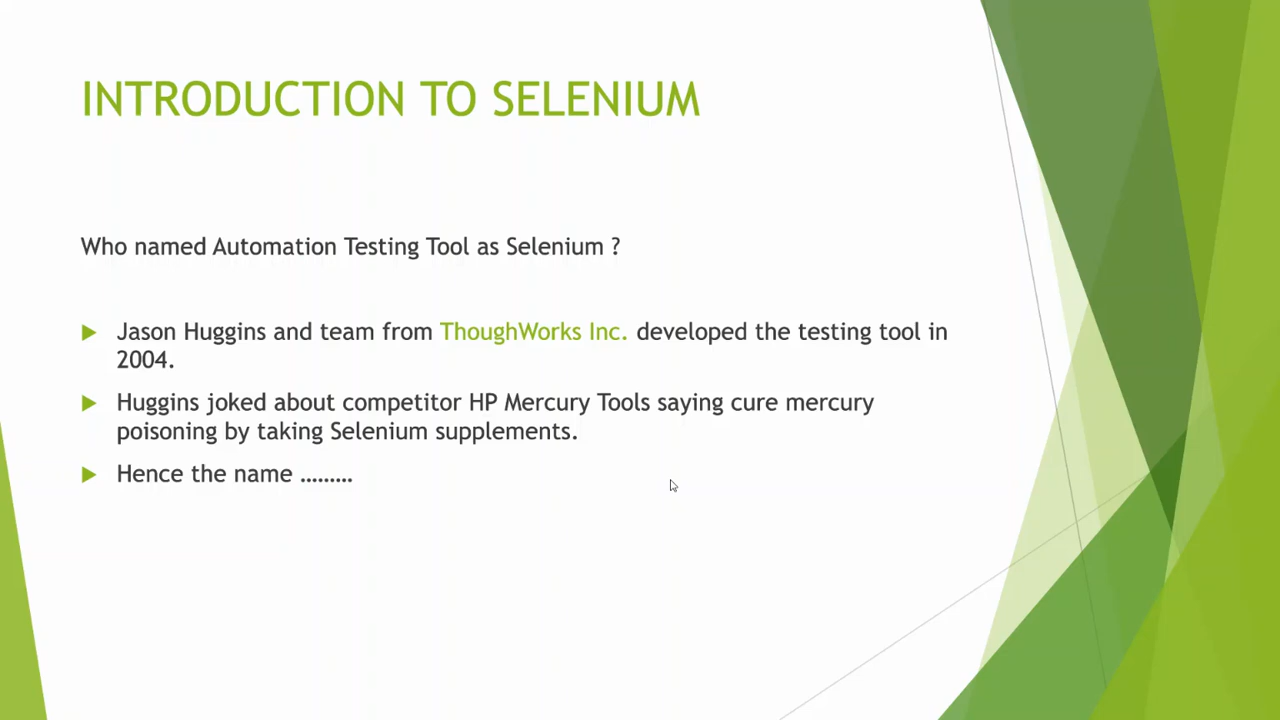 INTRODUCTION TO SELENIUM
Who named Automation Testing Tool as Selenium ?
Jason Huggins and team from ThoughWorks Inc. developed the testing tool in
2004.
Huggins joked about competitor HP Mercury Tools saying cure mercury
poisoning by taking Selenium supplements.
Hence the name ………